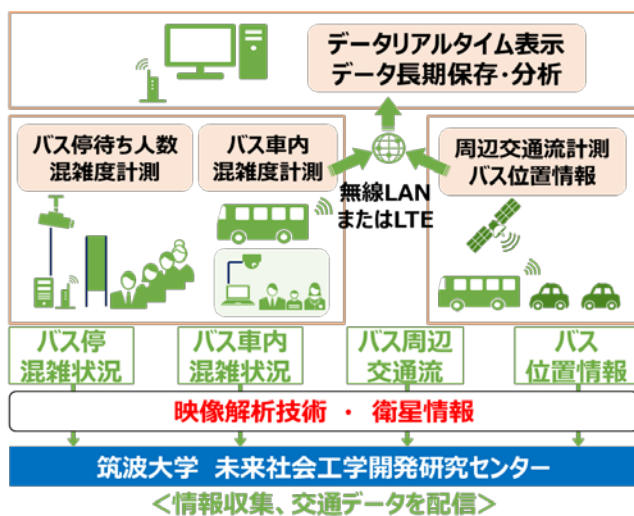 データリアルタイム表示
データ長期保存・分析
バス停待ち人数
混雑度計測
バス車内
混雑度計測
無線LAN
またはLTE
周辺交通流計測
バス位置情報
バス停
混雑状況
バス車内
混雑状況
バス周辺
交通流
バス
位置情報
映像解析技術 ・ 衛星情報
筑波大学 未来社会工学開発研究センター
＜情報収集、交通データを配信＞